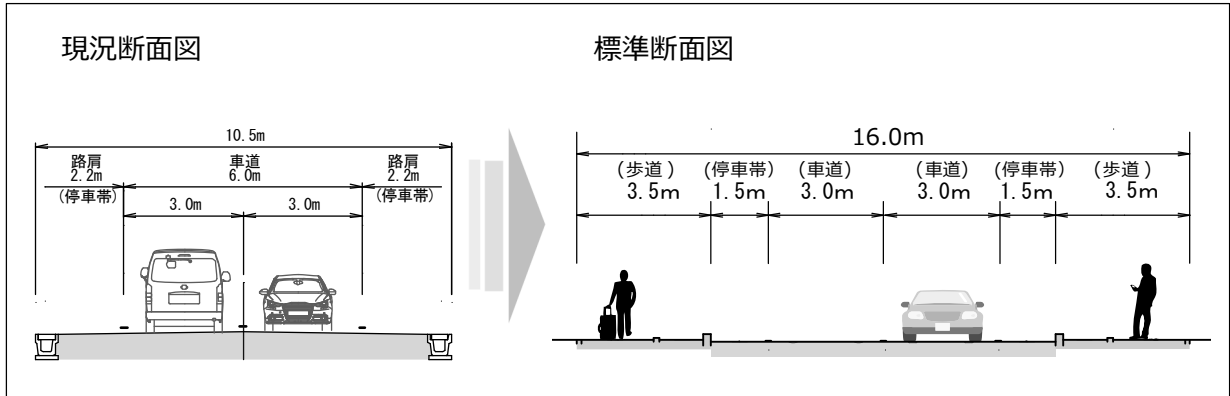 現況断面図
標準断面図
10.5m
路肩
2.2m
(停車帯)
車道
6.0m
路肩
2.2m
(停車帯)
3.0m
3.0m
16.0m
(歩道)
3.5m
(停車帯)
1.5m
(車道)
3.0m
(車道)
3.0m
(停車帯)
1.5m
(歩道)
3.5m